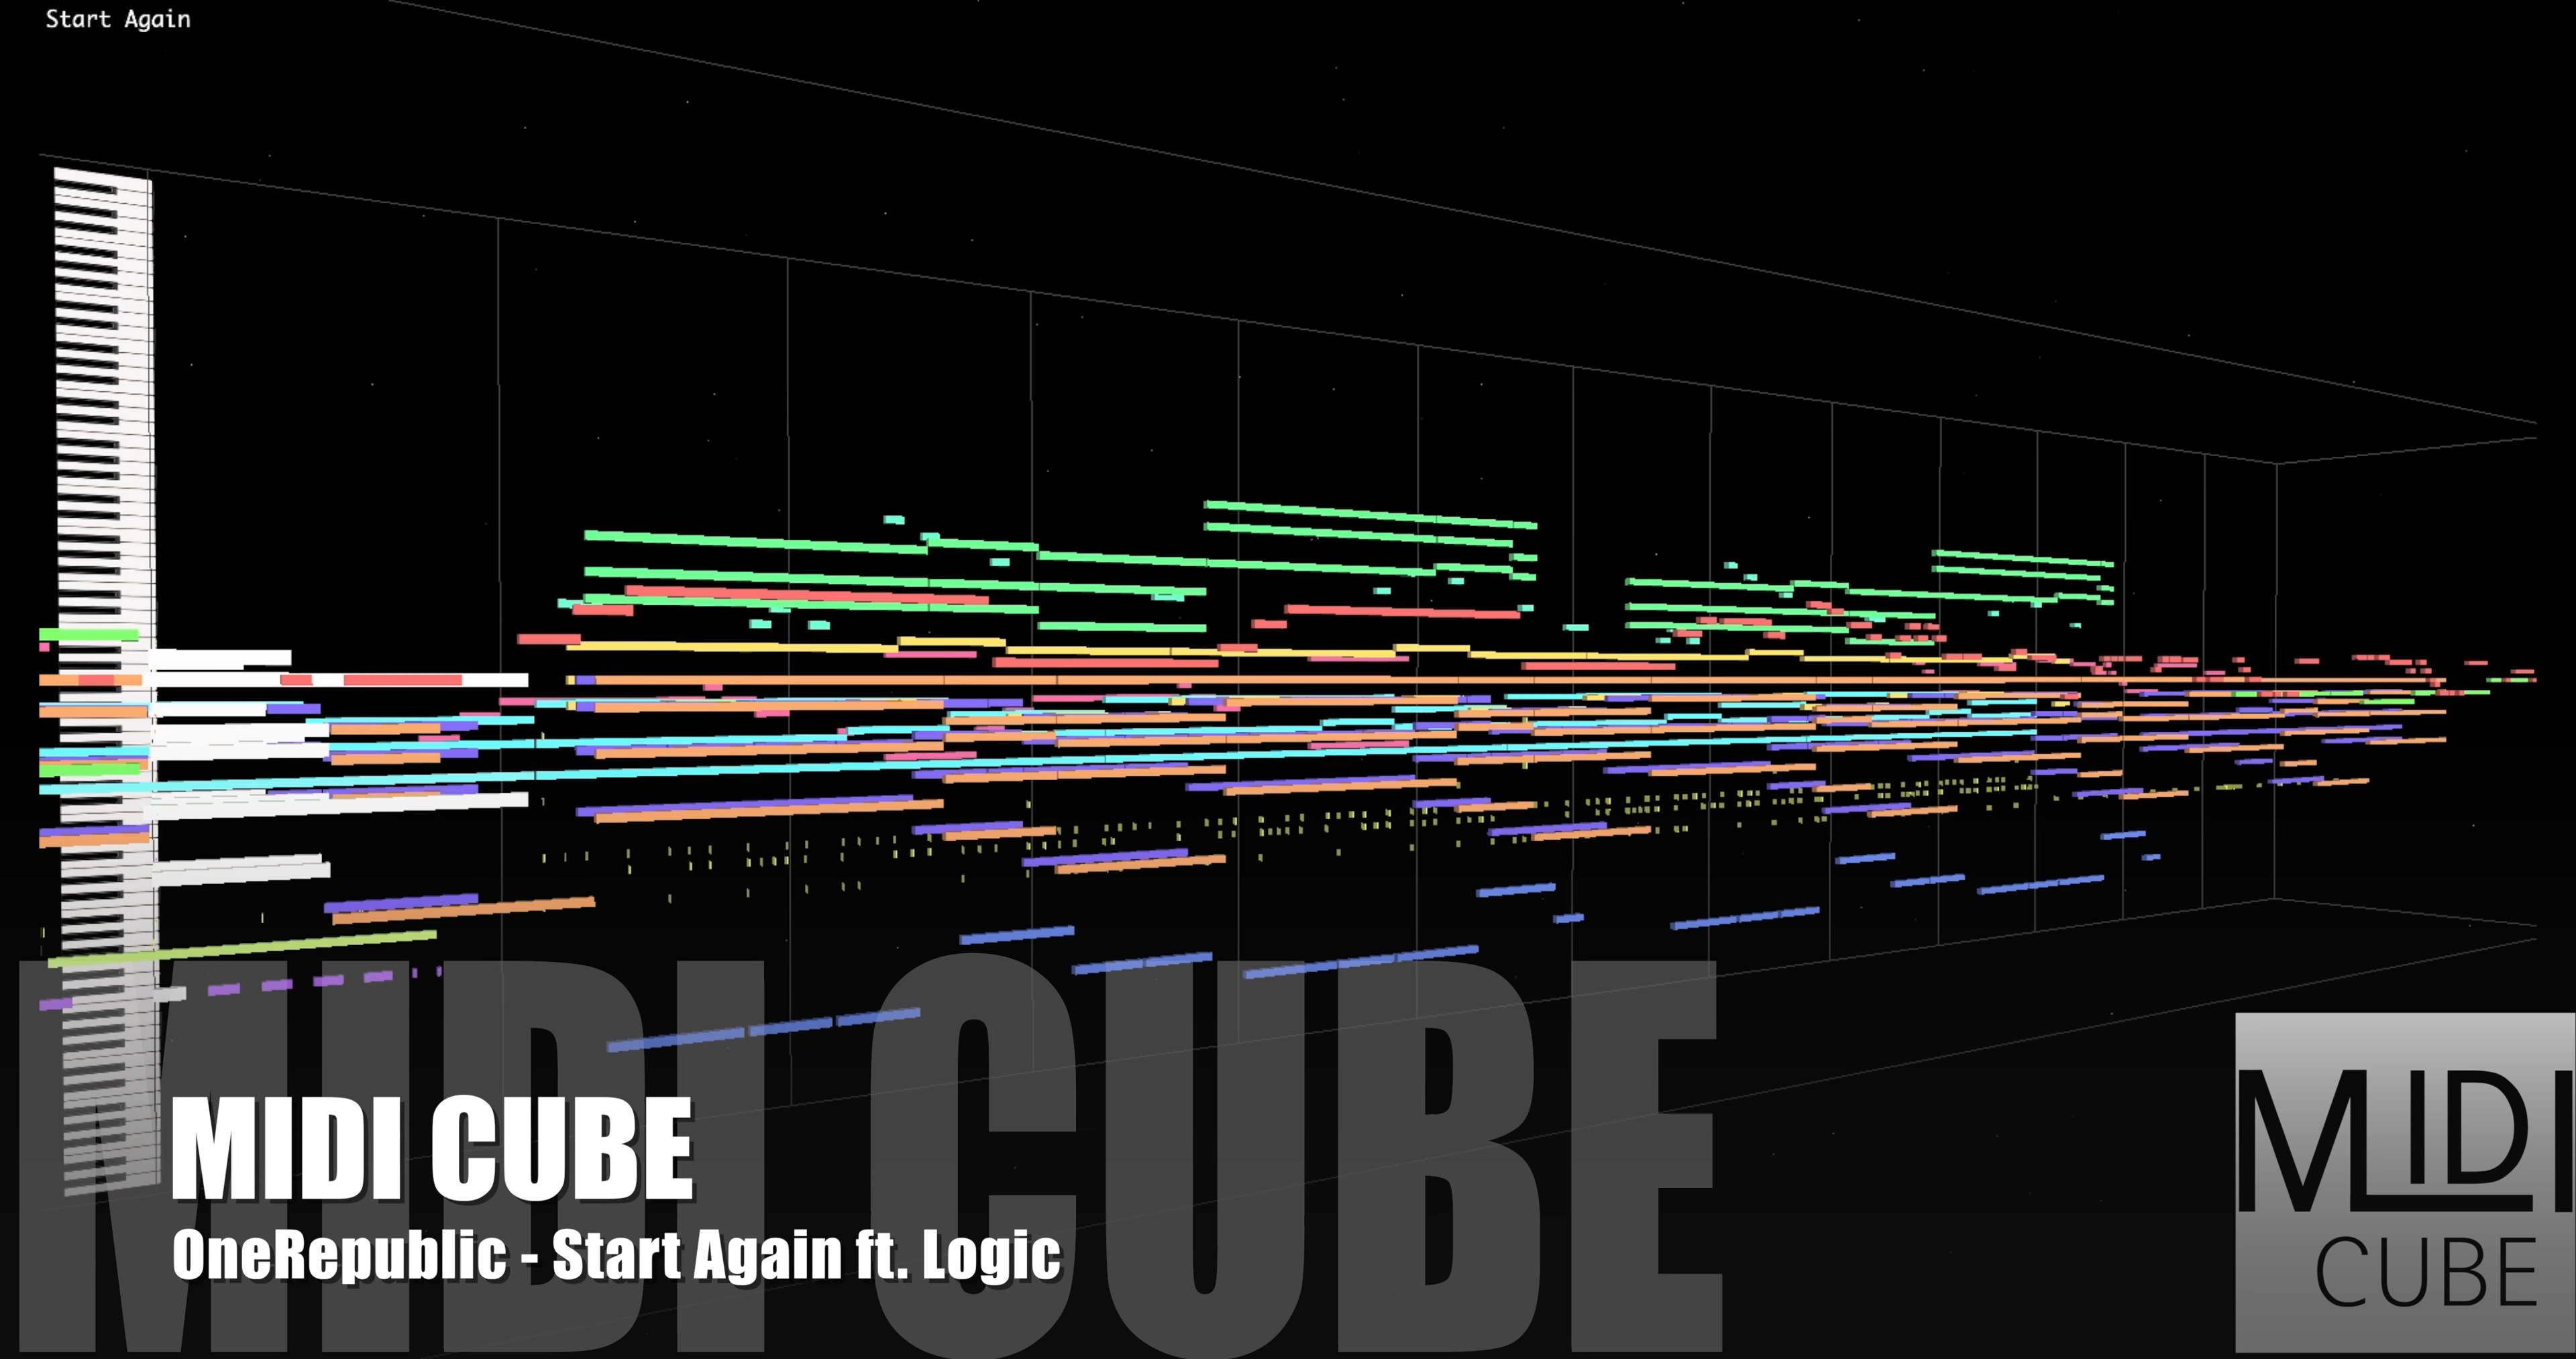 Start Again
MIDI CUBE
MIDI CUBE
OneRepublic - Start Again ft. Logic
MIDI
CUBE